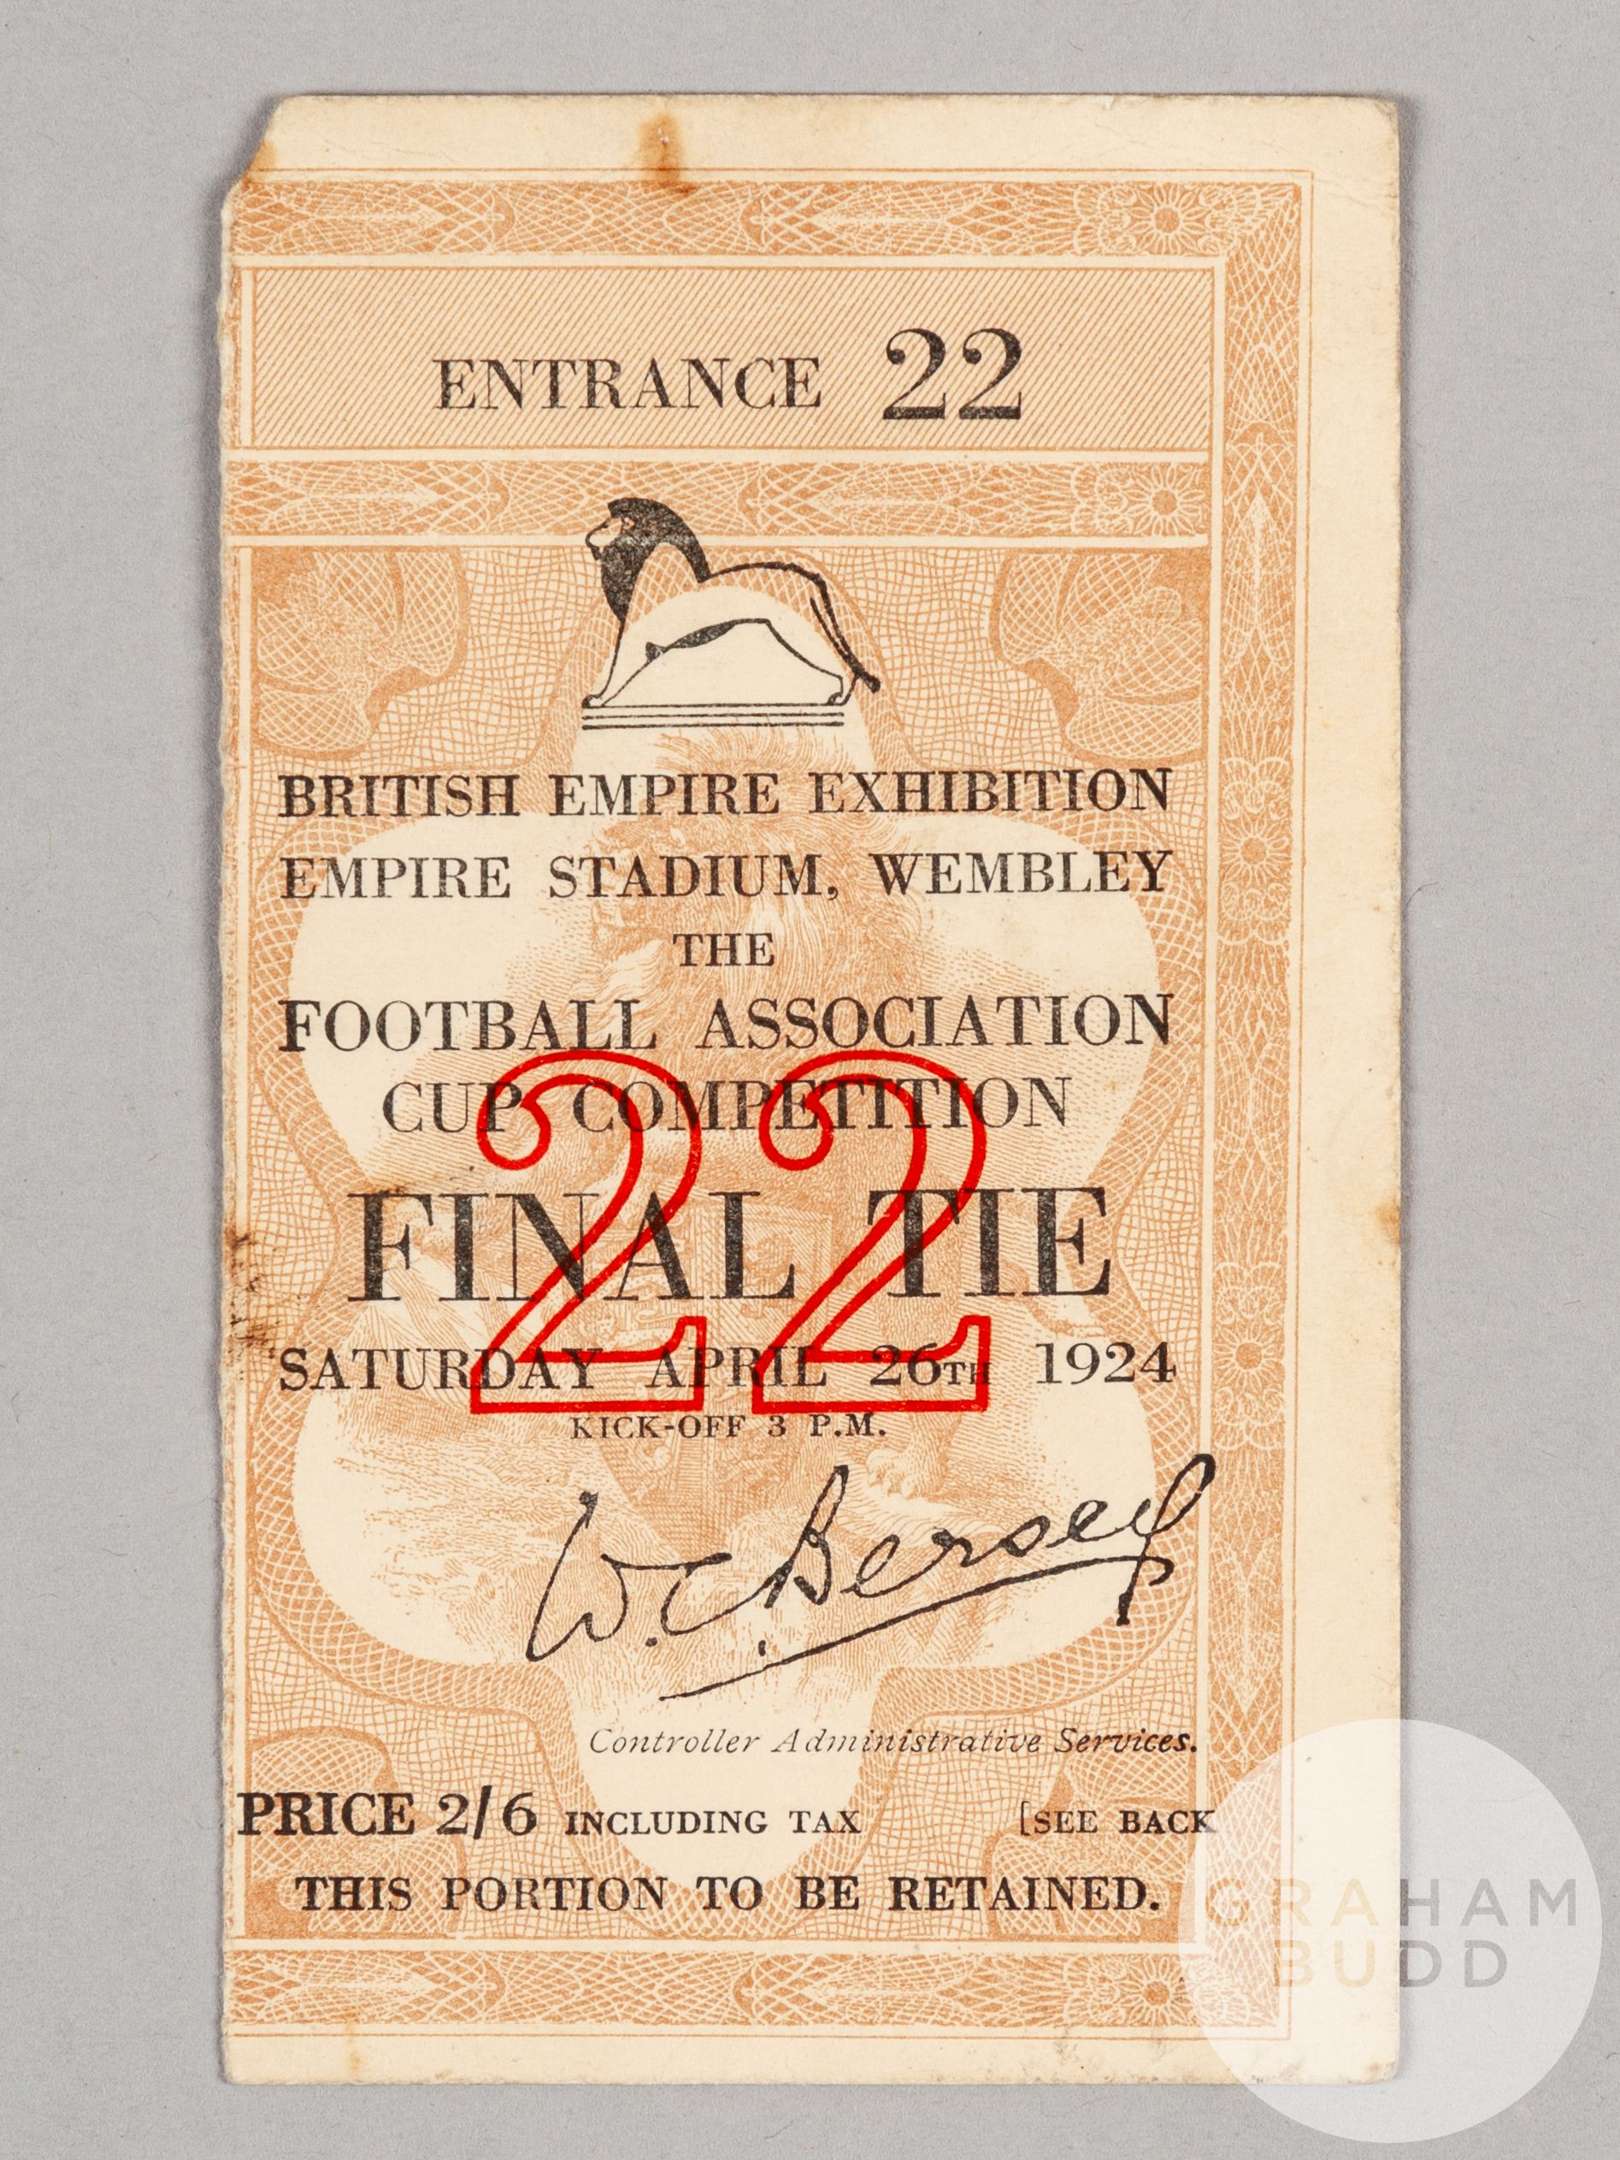 ENTRANCE 22
BRITISH EMPIRE EXHIBITION
EMPIRE STADIUM, WEMBLEY
THE
FOOTBALL ASSOCIATION
CUP COMPETITION
22
FINAL TIE
SATURDAY APRIL 26TH 1924
KICK-OFF 3 P.M.
W.C. Bersey
Controller Administrative Services.
PRICE 2/6 INCLUDING TAX [SEE BACK
THIS PORTION TO BE RETAINED.
GRAHAM
BUDD